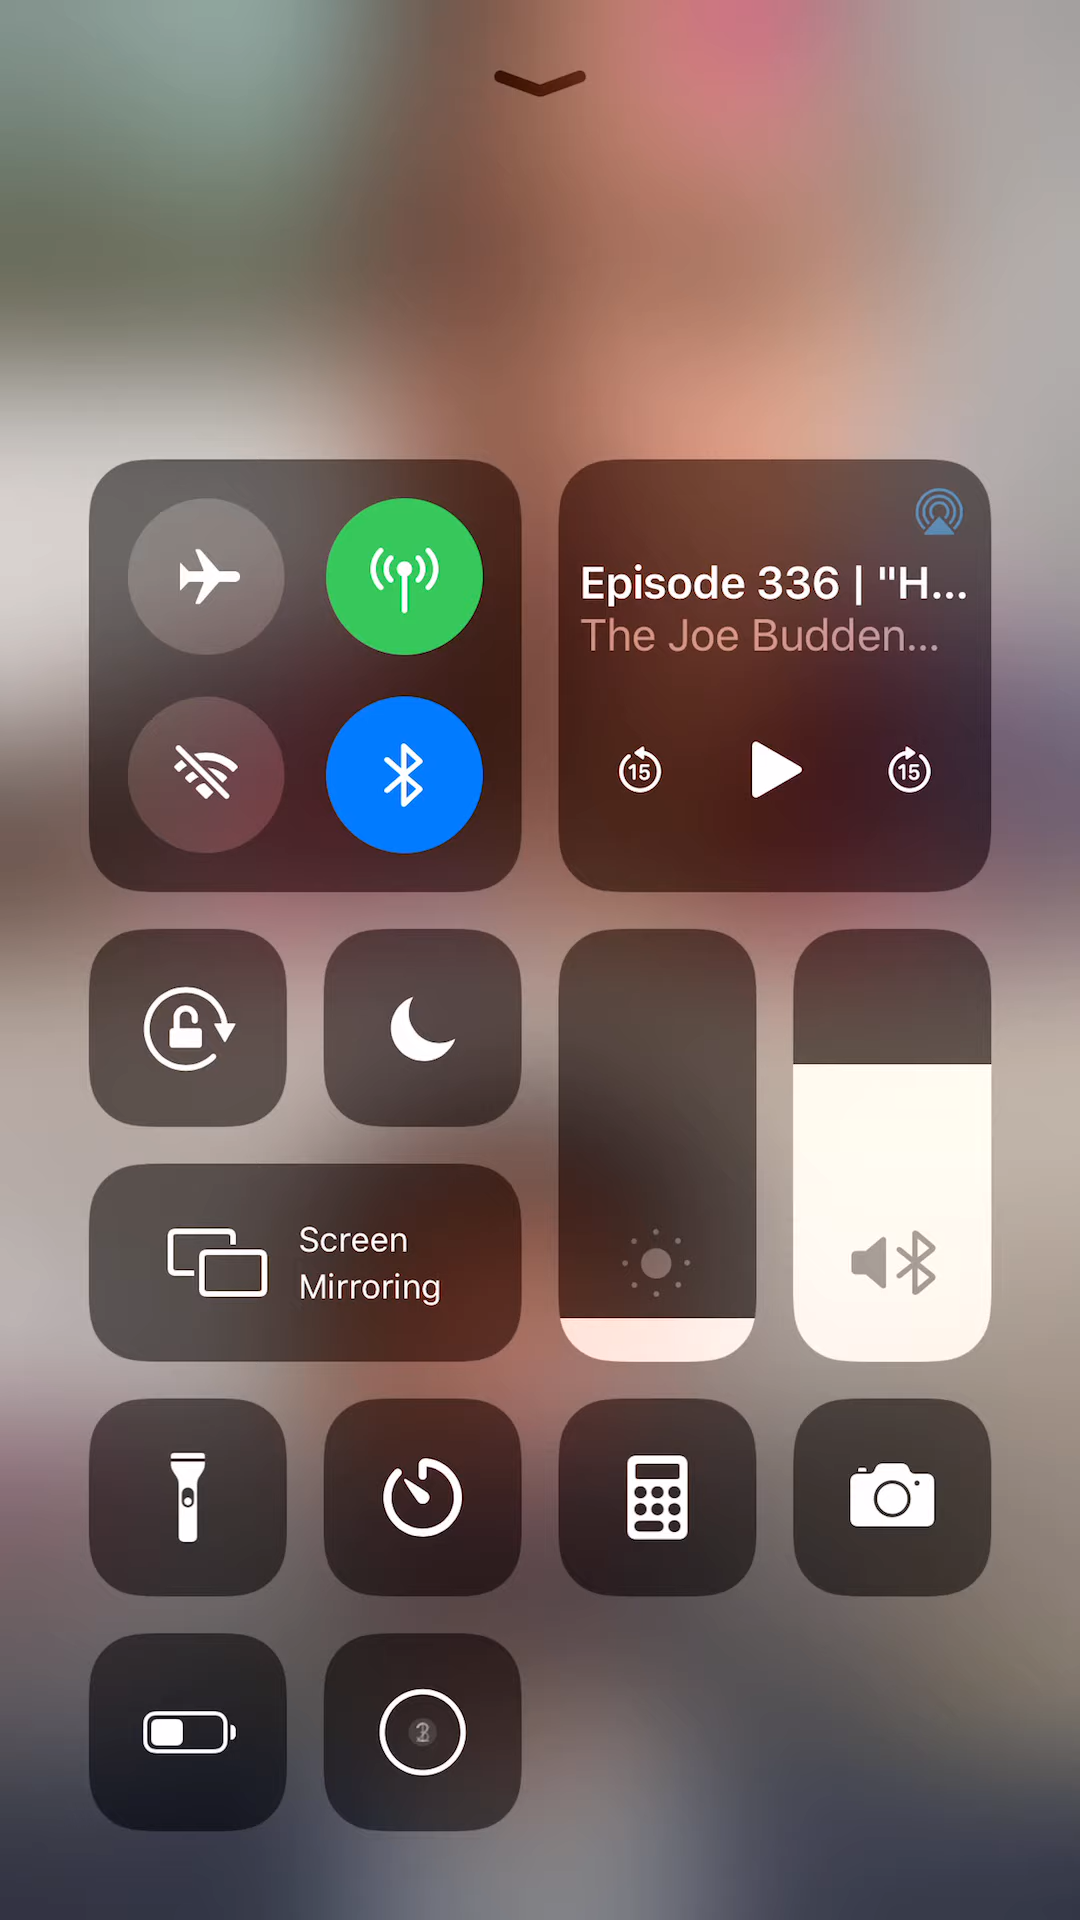 Episode 336 | "H...
The Joe Budden...
15
15
Screen
Mirroring